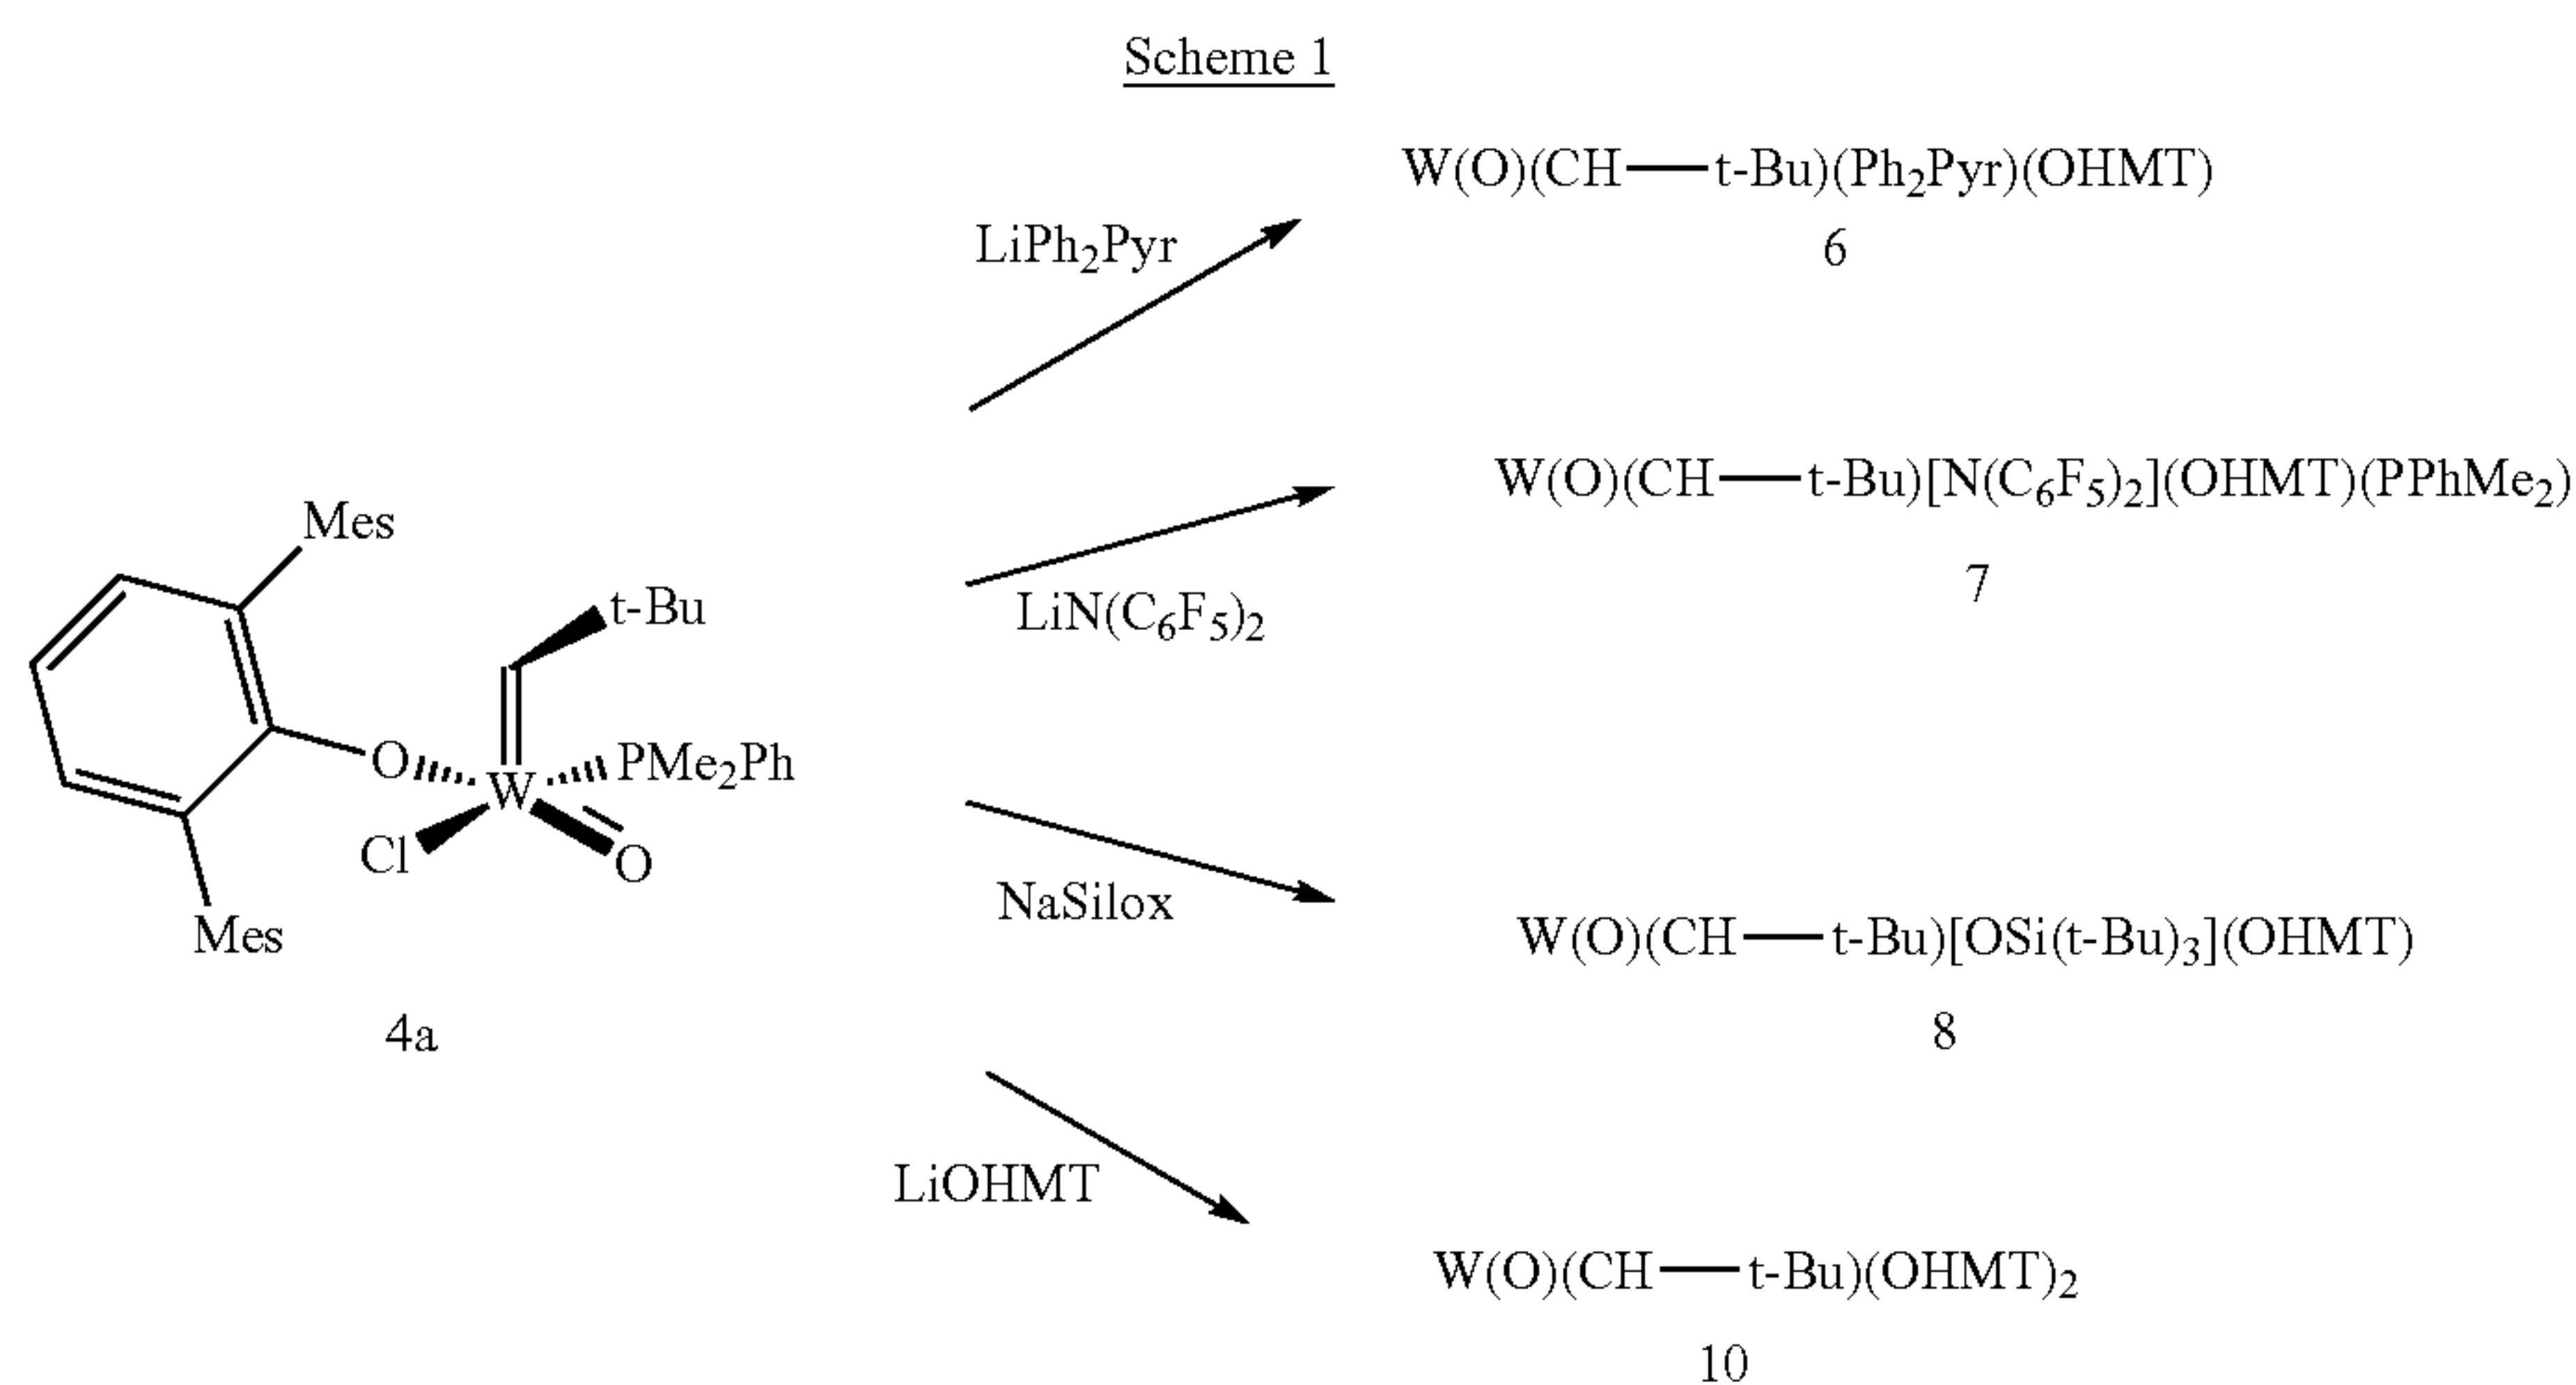 Scheme 1
W(O)(CH—t-Bu)(Ph₂Pyr)(OHMT)
6
LiPh₂Pyr
W(O)(CH—t-Bu)[N(C₆F₅)₂](OHMT)(PPhMe₂)
7
LiN(C₆F₅)₂
Mes
t-Bu
O
W
PMe₂Ph
Cl
O
Mes
4a
NaSilox
W(O)(CH—t-Bu)[OSi(t-Bu)₃](OHMT)
8
LiOHMT
W(O)(CH—t-Bu)(OHMT)₂
10